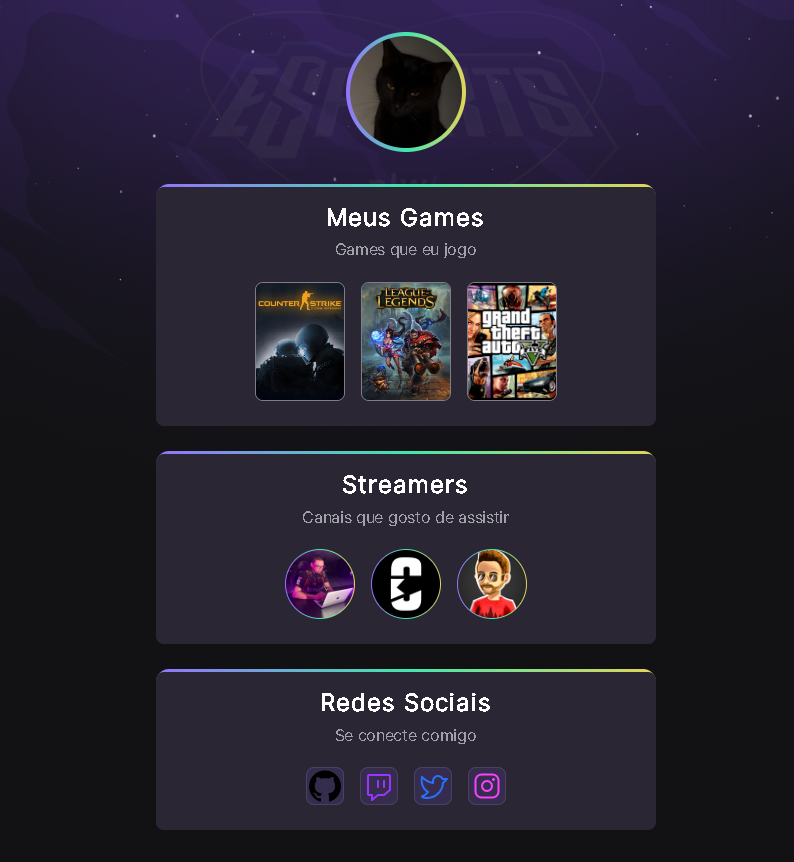 ESPORTS
nlw
Meus Games
Games que eu jogo
COUNTER STRIKE
LEAGUE of
LEGENDS
grand
theft
auto V
Streamers
Canais que gosto de assistir
Redes Sociais
Se conecte comigo